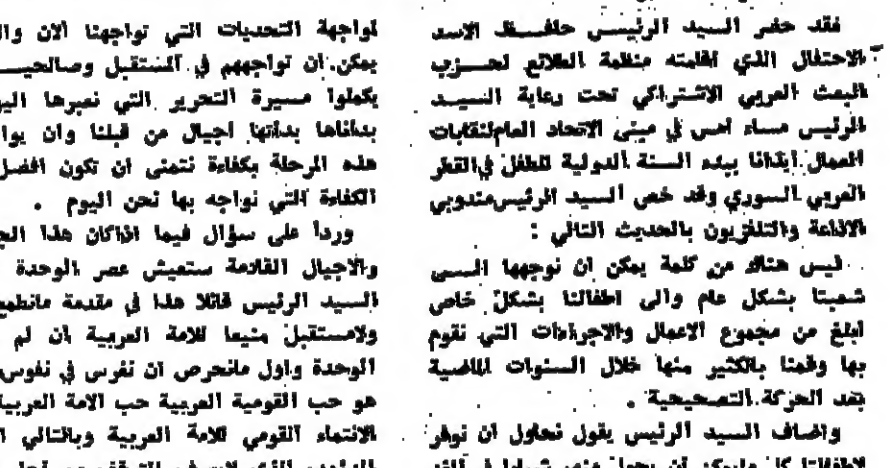 فقد حضر السيد الرئيس حافظ الاسد
الاحتفال الذي اقامته منظمة الطلائع لحزب
البعث العربي الاشتراكي تحت رعاية السيد
الرئيس مساء امس في مبنى الاتحاد العام لنقابات
العمال ايذانا ببدء السنة الدولية للطفل في القطر
العربي السوري وقد خص السيد الرئيس مندوبي
الاذاعة والتلفزيون بالحديث التالي :
ليس هناك من كلمة يمكن ان نوجهها الى
شعبنا بشكل عام والى اطفالنا بشكل خاص
ابلغ من مجموع الاعمال والاجراءات التي نقوم
بها وقمنا بالكثير منها خلال السنوات الماضية
بعد الحركة التصحيحية .
واضاف السيد الرئيس يقول نحاول ان نوفر
لمواجهة التحديات التي تواجهنا الان
يمكن ان تواجههم في المستقبل
يكملوا مسيرة التحرير التي نعبرها
بدأناها بدأتها اجيال من قبلنا وان
هذه المرحلة بكفاءة نتمنى ان تكون افضل
الكفاءة التي نواجه بها نحن اليوم .
وردا على سؤال فيما اذا كان هذا
والاجيال القادمة ستعيش عصر الوحدة
السيد الرئيس قائلا هذا في مقدمة مانطمح
ولامستقبل منيعا للامة العربية ان لم
الوحدة واول مانحرص ان نغرس في نفوس
هو حب القومية العربية حب الامة العربية
الانتماء القومي للامة العربية وبالتالي